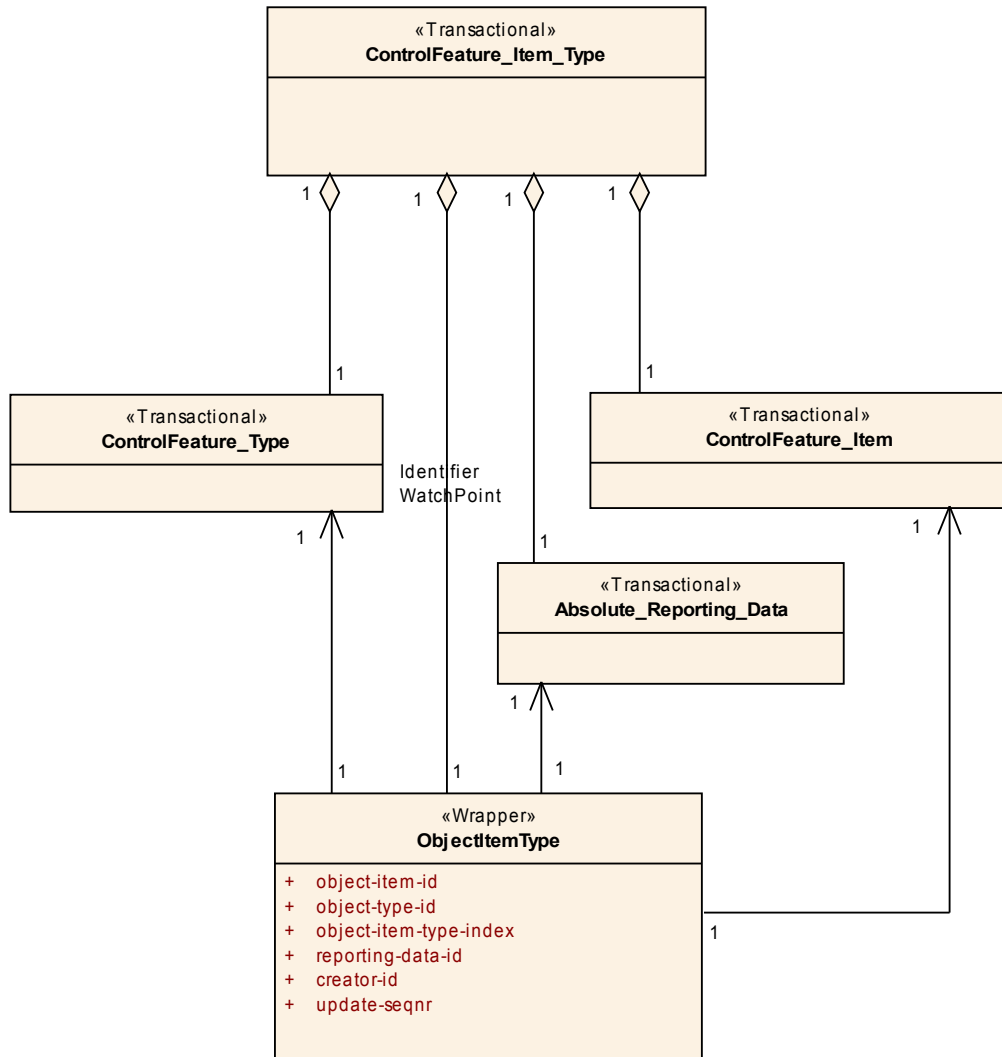 «Transactional»
ControlFeature_Item_Type
1
1
1
1
1
1
«Transactional»
ControlFeature_Type
«Transactional»
ControlFeature_Item
Identifier
WatchPoint
1
1
1
«Transactional»
Absolute_Reporting_Data
1
1
1
1
«Wrapper»
ObjectItemType
+ object-item-id
+ object-type-id
+ object-item-type-index
+ reporting-data-id
+ creator-id
+ update-seqnr
1